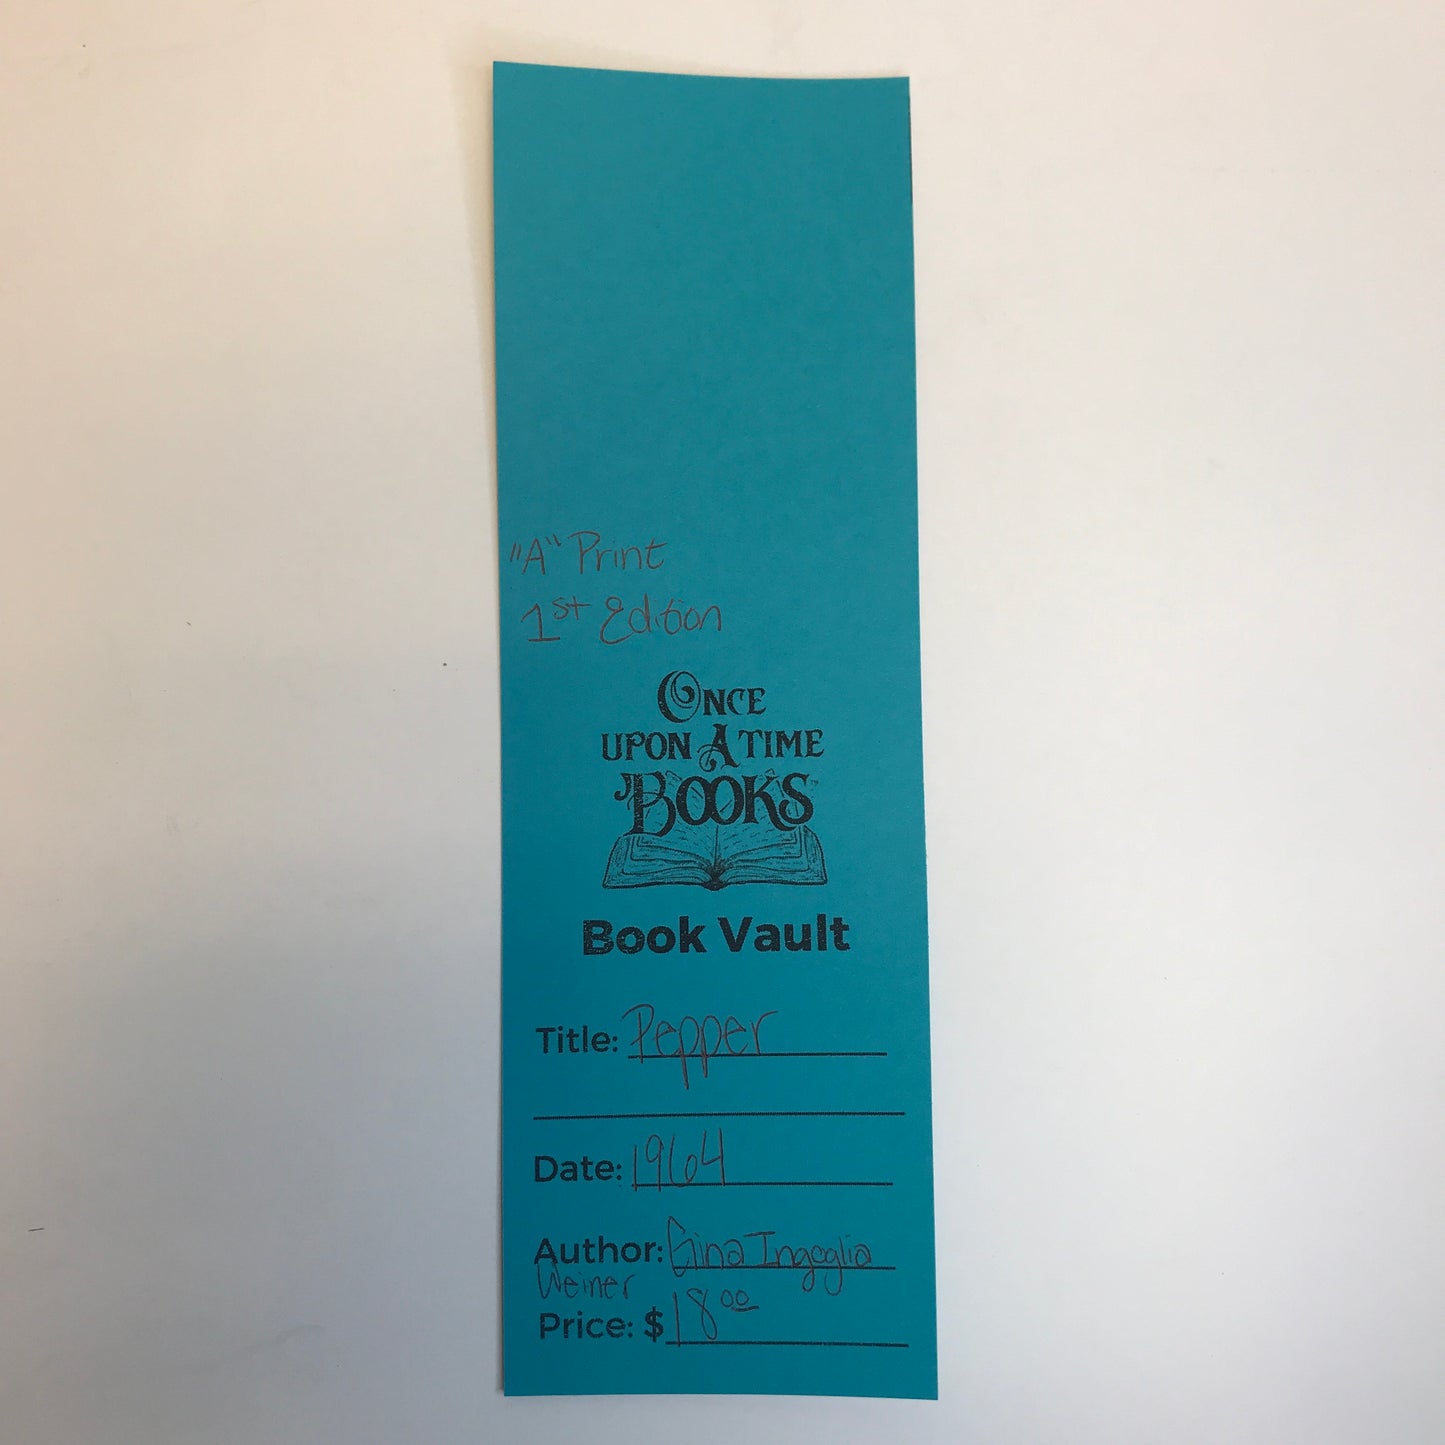 "A" Print
1st Edition
ONCE
UPON A TIME
BOOKS
Book Vault
Title: Pepper
Date: 1964
Author: Gina Ingoglia
Weiner
Price: $18.00